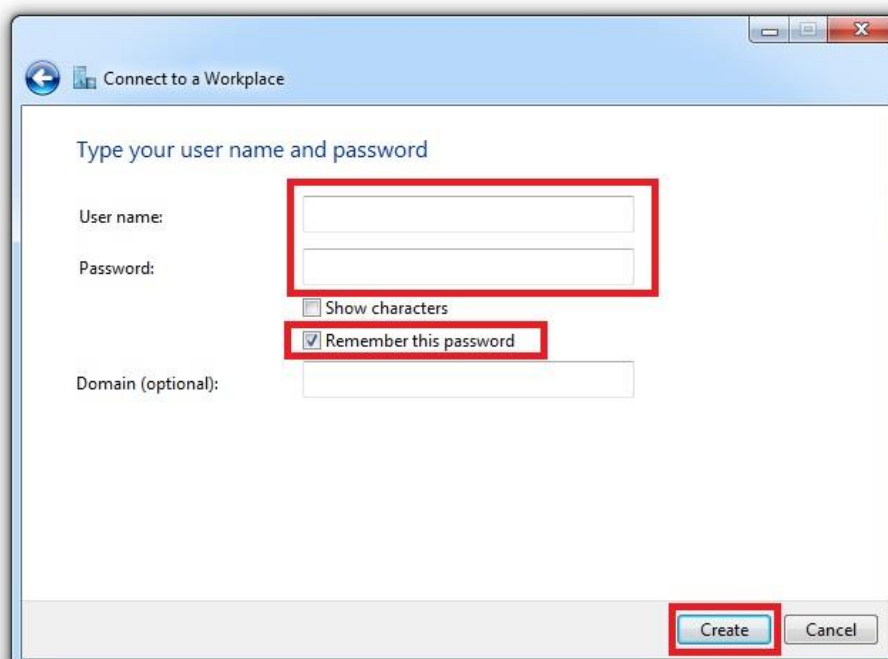 Connect to a Workplace
Type your user name and password
User name:
Password:
Show characters
Remember this password
Domain (optional):
Create
Cancel